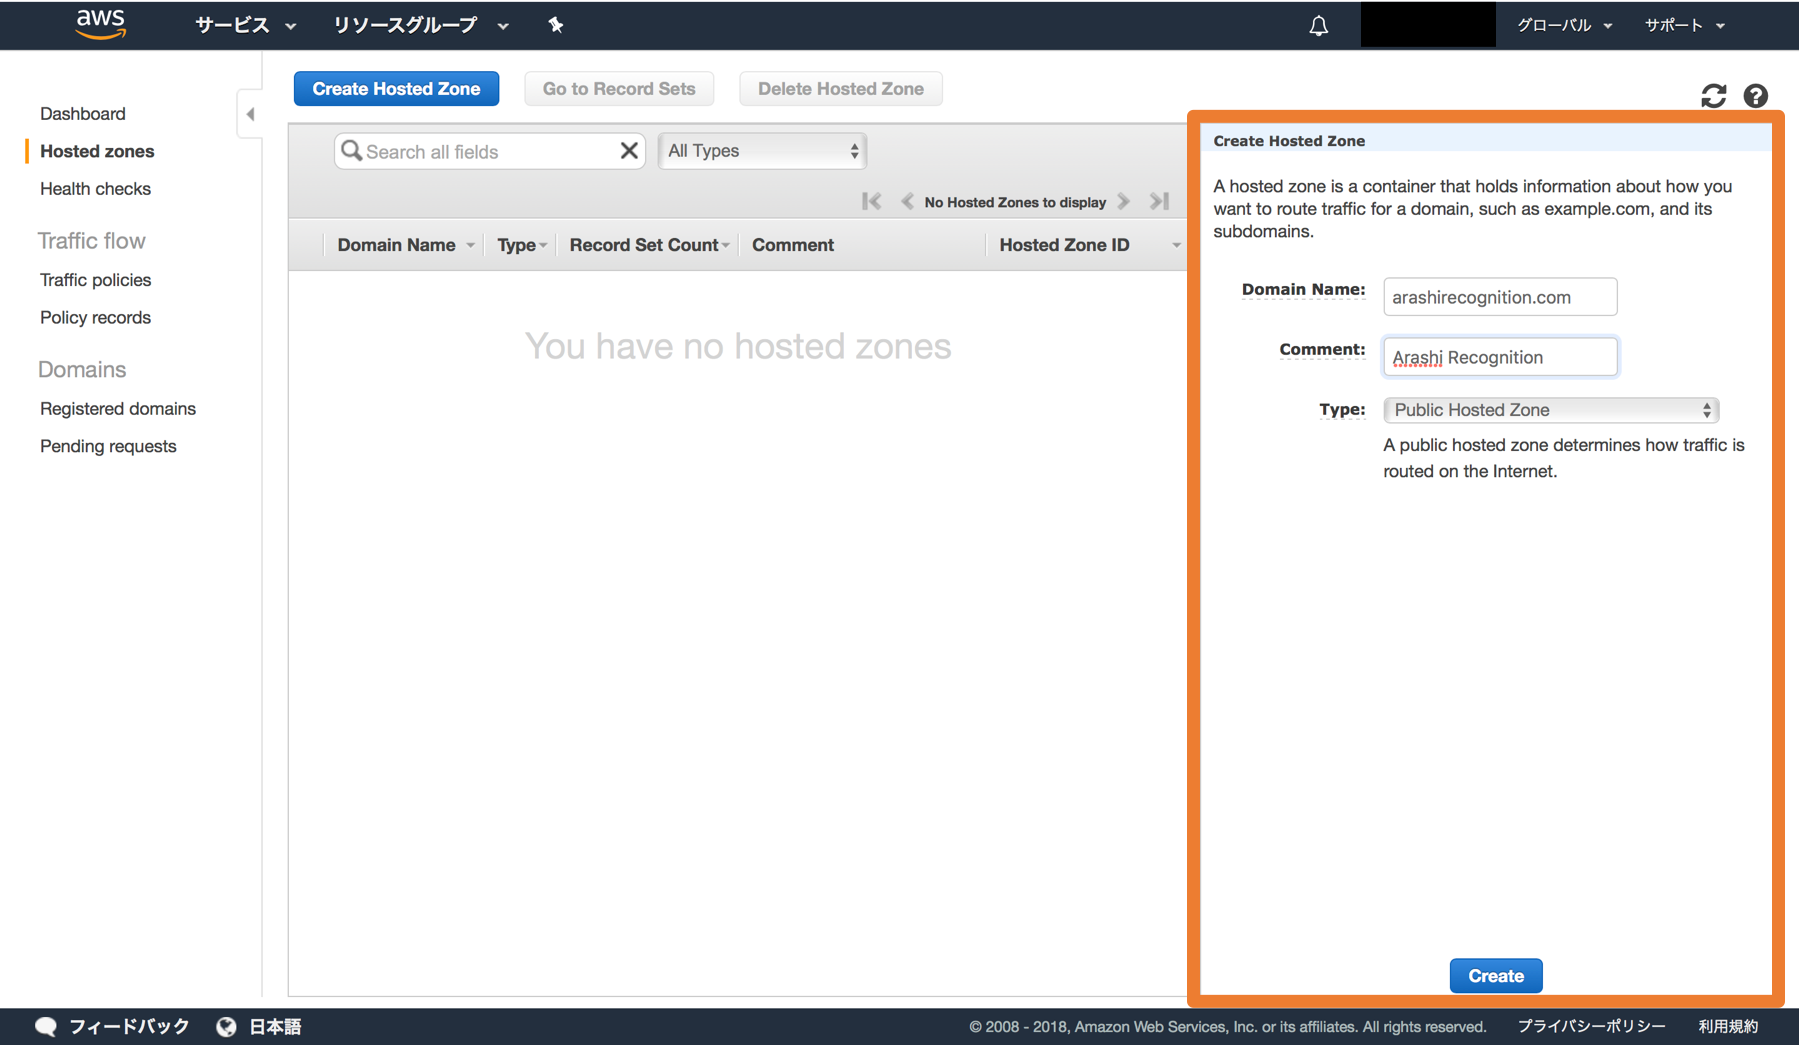 aws サービス リソースグループ グローバル サポート
Dashboard
Hosted zones
Health checks
Traffic flow
Traffic policies
Policy records
Domains
Registered domains
Pending requests
Create Hosted Zone Go to Record Sets Delete Hosted Zone
Search all fields All Types
No Hosted Zones to display
Domain Name Type Record Set Count Comment Hosted Zone ID
You have no hosted zones
Create Hosted Zone
A hosted zone is a container that holds information about how you
want to route traffic for a domain, such as example.com, and its
subdomains.
Domain Name: arashirecognition.com
Comment: Arashi Recognition
Type: Public Hosted Zone
A public hosted zone determines how traffic is
routed on the Internet.
Create
フィードバック 日本語 © 2008 - 2018, Amazon Web Services, Inc. or its affiliates. All rights reserved. プライバシーポリシー 利用規約